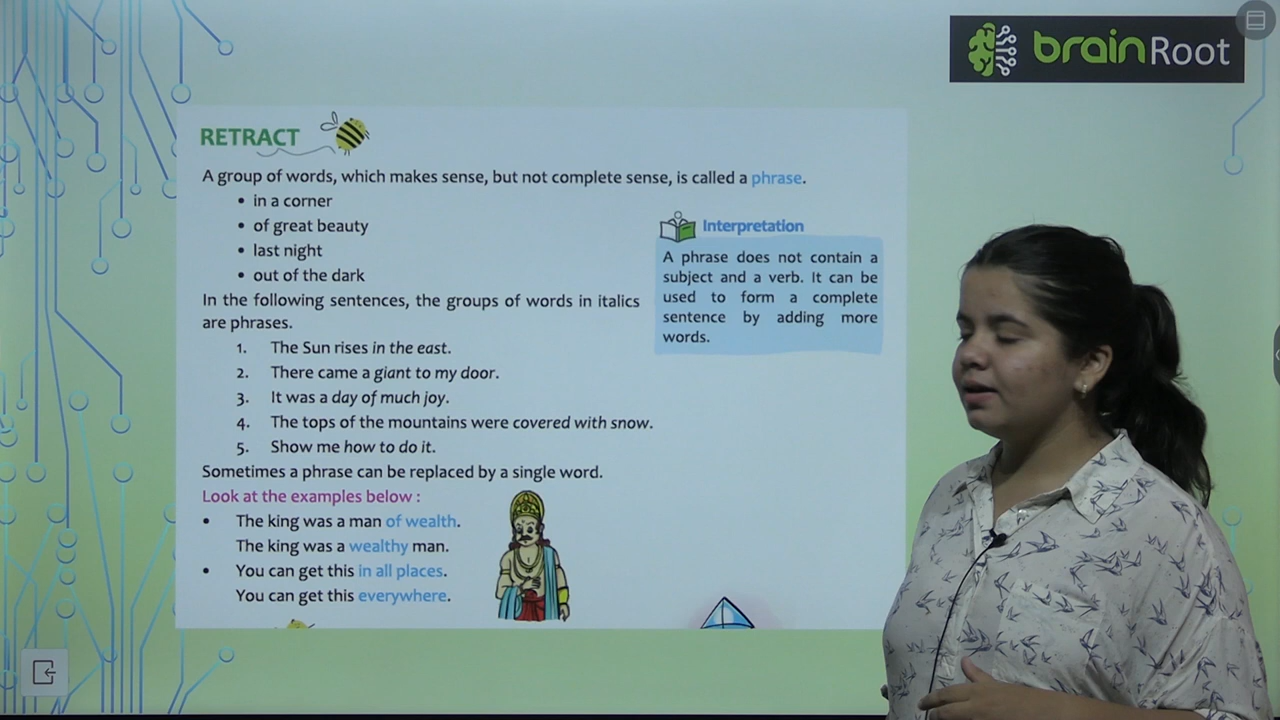 brainRoot
RETRACT
A group of words, which makes sense, but not complete sense, is called a phrase.
• in a corner
• of great beauty
• last night
• out of the dark
In the following sentences, the groups of words in italics
are phrases.
1. The Sun rises in the east.
2. There came a giant to my door.
3. It was a day of much joy.
4. The tops of the mountains were covered with snow.
5. Show me how to do it.
Sometimes a phrase can be replaced by a single word.
Look at the examples below :
• The king was a man of wealth.
The king was a wealthy man.
• You can get this in all places.
You can get this everywhere.
Interpretation
A phrase does not contain a
subject and a verb. It can be
used to form a complete
sentence by adding more
words.